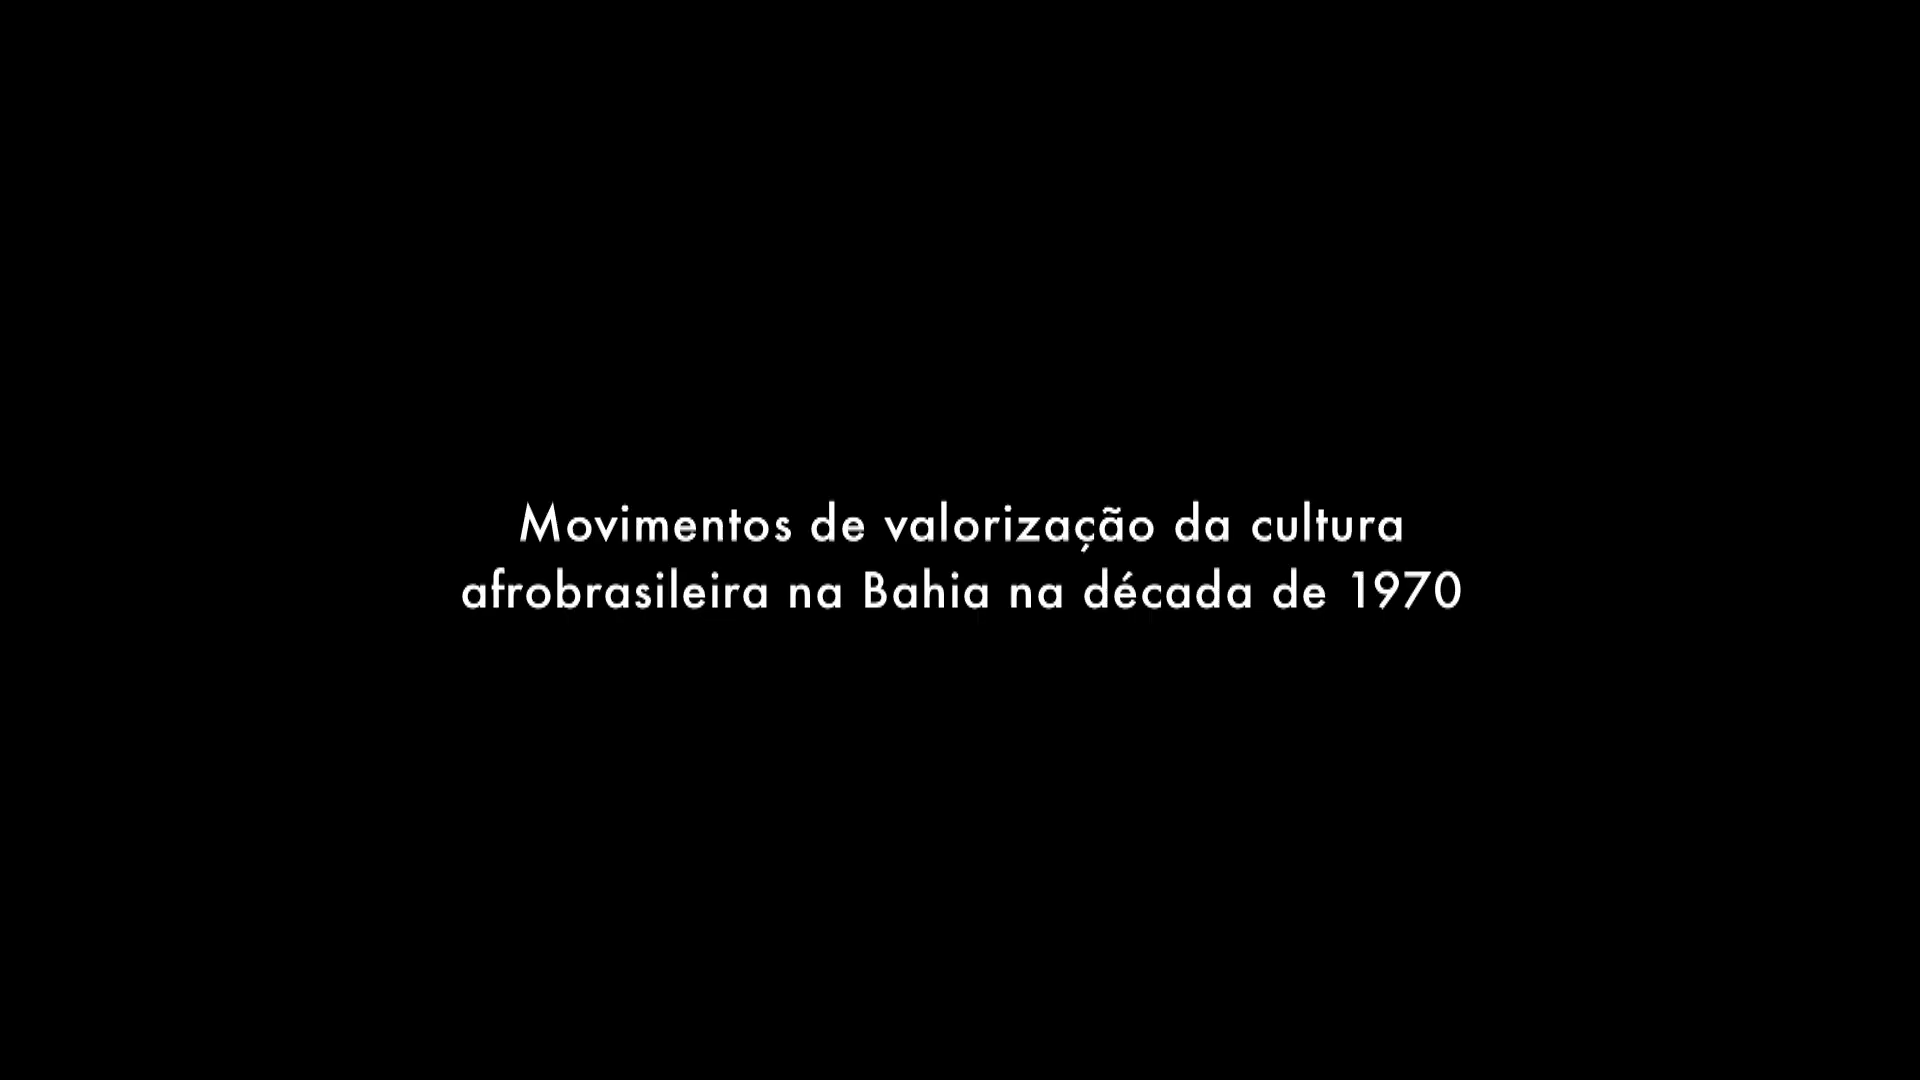 Movimentos de valorização da cultura
afrobrasileira na Bahia na década de 1970